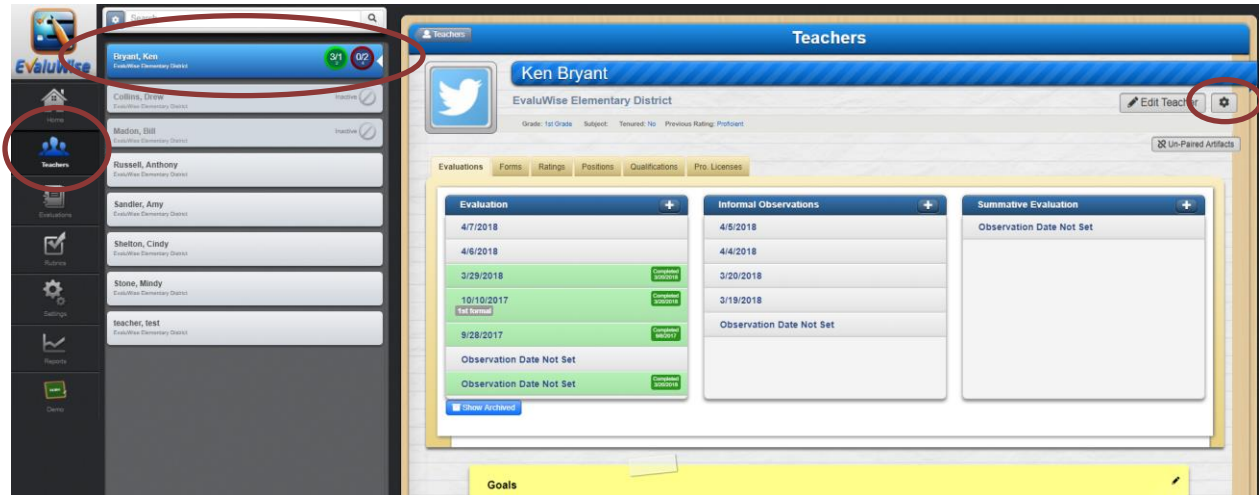 EvaluWise
Home
Teachers
Evaluations
Rubrics
Settings
Reports
Demo
Search
Bryant, Ken
EvaluWise Elementary District
3/1
0/2
Collins, Drew
EvaluWise Elementary District
Inactive
Madon, Bill
EvaluWise Elementary District
Inactive
Russell, Anthony
EvaluWise Elementary District
Sandler, Amy
EvaluWise Elementary District
Shelton, Cindy
EvaluWise Elementary District
Stone, Mindy
EvaluWise Elementary District
teacher, test
EvaluWise Elementary District
Teachers
Teachers
Ken Bryant
EvaluWise Elementary District
Edit Teacher
Grade: 1st Grade Subject: Tenured: No Previous Rating: Proficient
Un-Paired Artifacts
Evaluations Forms Ratings Positions Qualifications Pro. Licenses
Evaluation
4/7/2018
4/6/2018
3/29/2018
Completed
10/10/2017
Completed
1st formal
9/28/2017
Completed
Observation Date Not Set
Observation Date Not Set
Completed
Show Archived
Informal Observations
4/5/2018
4/4/2018
3/20/2018
3/19/2018
Observation Date Not Set
Summative Evaluation
Observation Date Not Set
Goals